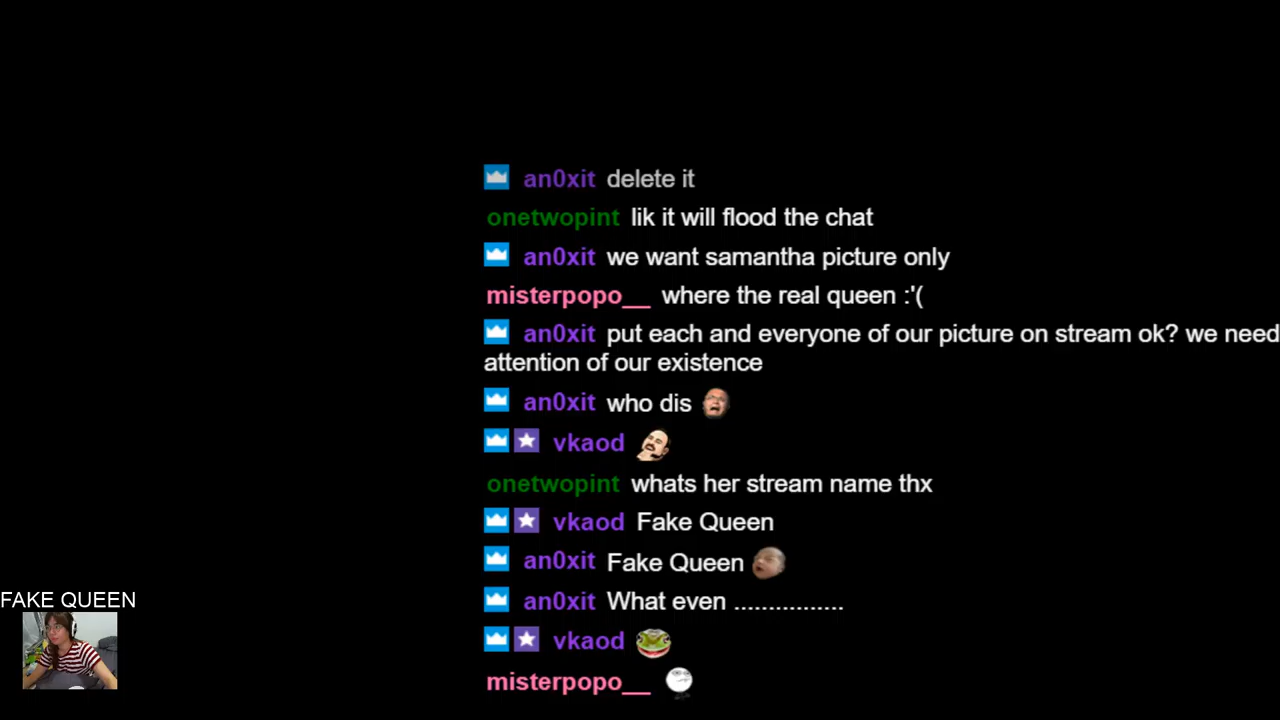 an0xit delete it
onetwopint lik it will flood the chat
an0xit we want samantha picture only
misterpopo__ where the real queen :'(
an0xit put each and everyone of our picture on stream ok? we need
attention of our existence
an0xit who dis
vkaod
onetwopint whats her stream name thx
vkaod Fake Queen
an0xit Fake Queen
an0xit What even ................
vkaod
misterpopo__
FAKE QUEEN